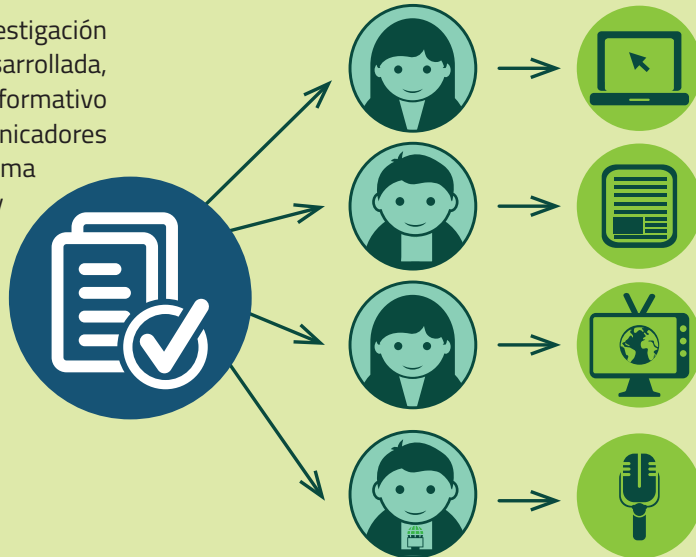 estigación
sarrollada,
formativo
nicadores
ma